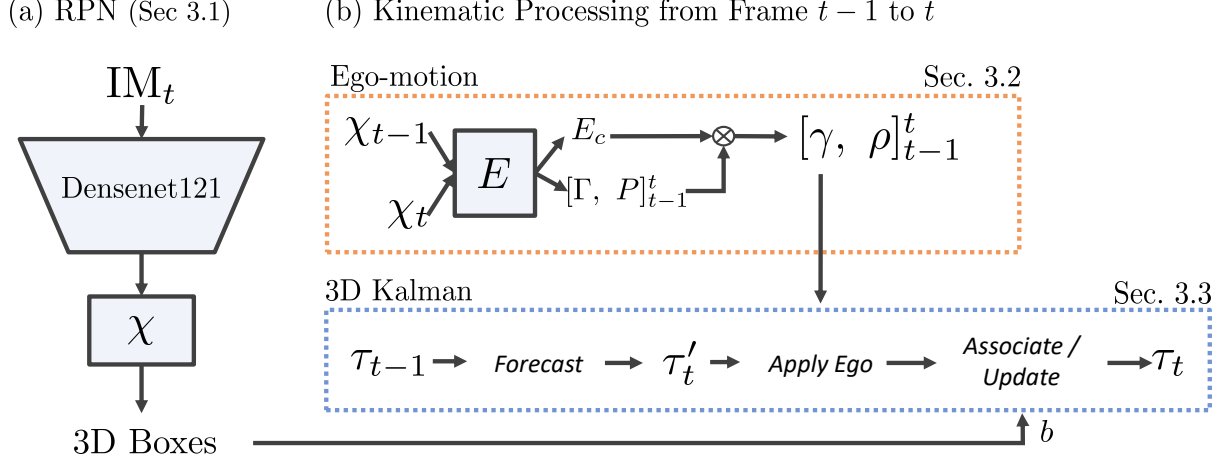 (a) RPN (Sec 3.1)
IM_t
Densenet121
χ
3D Boxes
(b) Kinematic Processing from Frame t − 1 to t
Ego-motion
Sec. 3.2
χ_{t−1}
χ_t
E
E_c
[Γ, P]^t_{t−1}
⊗
[γ, ρ]^t_{t−1}
3D Kalman
Sec. 3.3
τ_{t−1}
Forecast
τ′_t
Apply Ego
Associate /
Update
τ_t
b